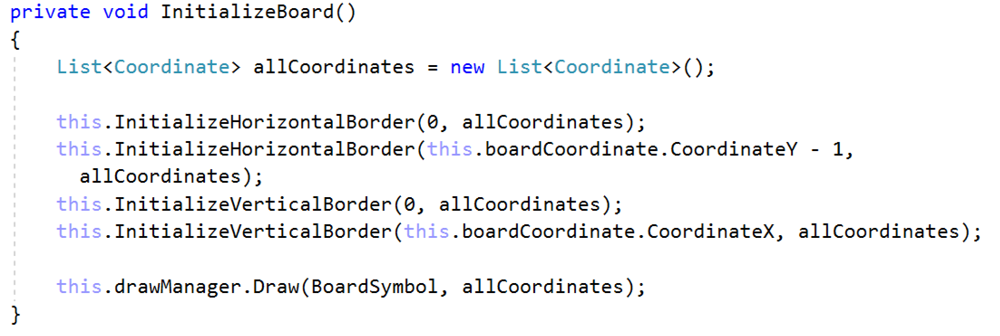 private void InitializeBoard()
{
    List<Coordinate> allCoordinates = new List<Coordinate>();

    this.InitializeHorizontalBorder(0, allCoordinates);
    this.InitializeHorizontalBorder(this.boardCoordinate.CoordinateY - 1,
      allCoordinates);
    this.InitializeVerticalBorder(0, allCoordinates);
    this.InitializeVerticalBorder(this.boardCoordinate.CoordinateX, allCoordinates);

    this.drawManager.Draw(BoardSymbol, allCoordinates);
}